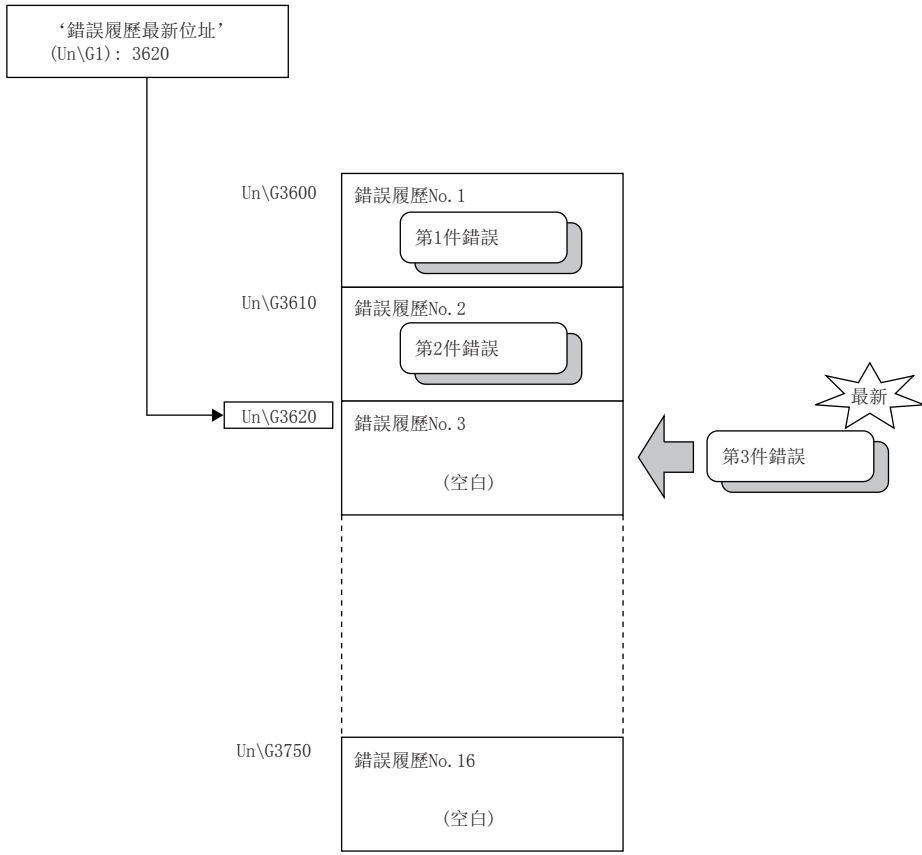 ‘錯誤履歷最新位址’
(Un\G1): 3620
Un\G3600
錯誤履歷No.1
第1件錯誤
Un\G3610
錯誤履歷No.2
第2件錯誤
Un\G3620
錯誤履歷No.3
(空白)
最新
第3件錯誤
Un\G3750
錯誤履歷No.16
(空白)